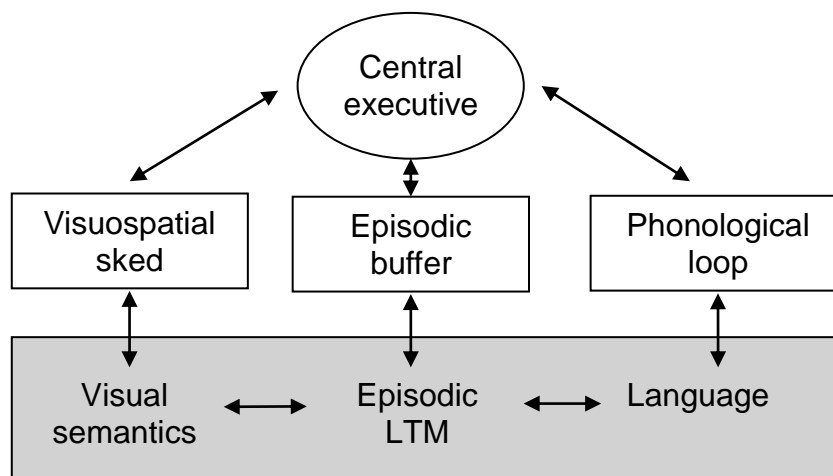 Central
executive
Visuospatial
sked
Episodic
buffer
Phonological
loop
Visual
semantics
Episodic
LTM
Language